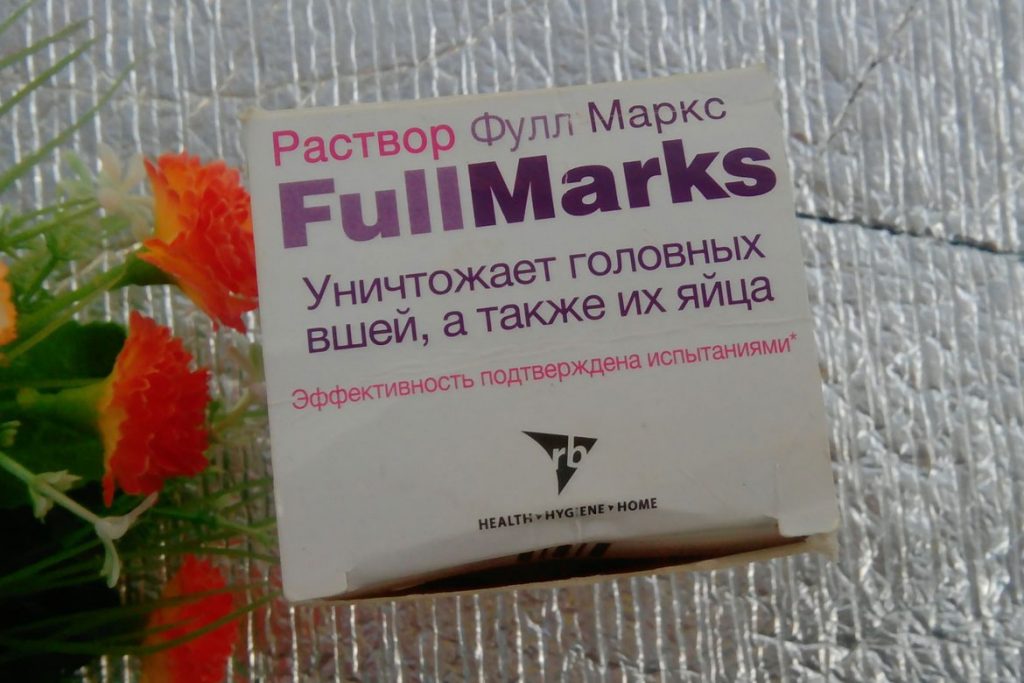 Раствор Фулл Маркс
FullMarks
Уничтожает головных
вшей, а также их яйца
Эффективность подтверждена испытаниями*
rb
HEALTH ▾ HYGIENE ▾ HOME